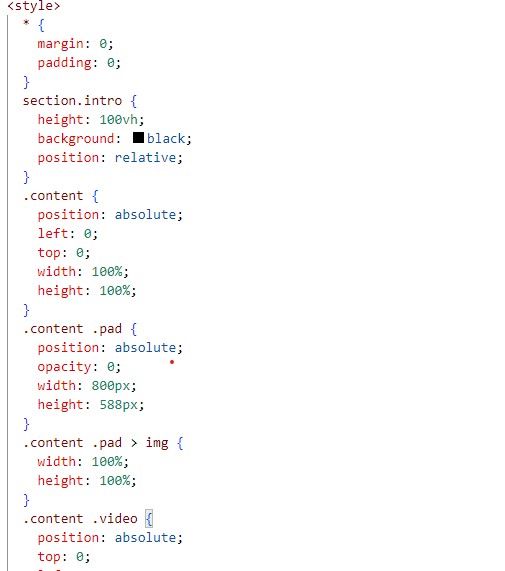 <style>
* {
margin: 0;
padding: 0;
}
section.intro {
height: 100vh;
background: black;
position: relative;
}
.content {
position: absolute;
left: 0;
top: 0;
width: 100%;
height: 100%;
}
.content .pad {
position: absolute;
opacity: 0;
width: 800px;
height: 588px;
}
.content .pad > img {
width: 100%;
height: 100%;
}
.content .video {
position: absolute;
top: 0;